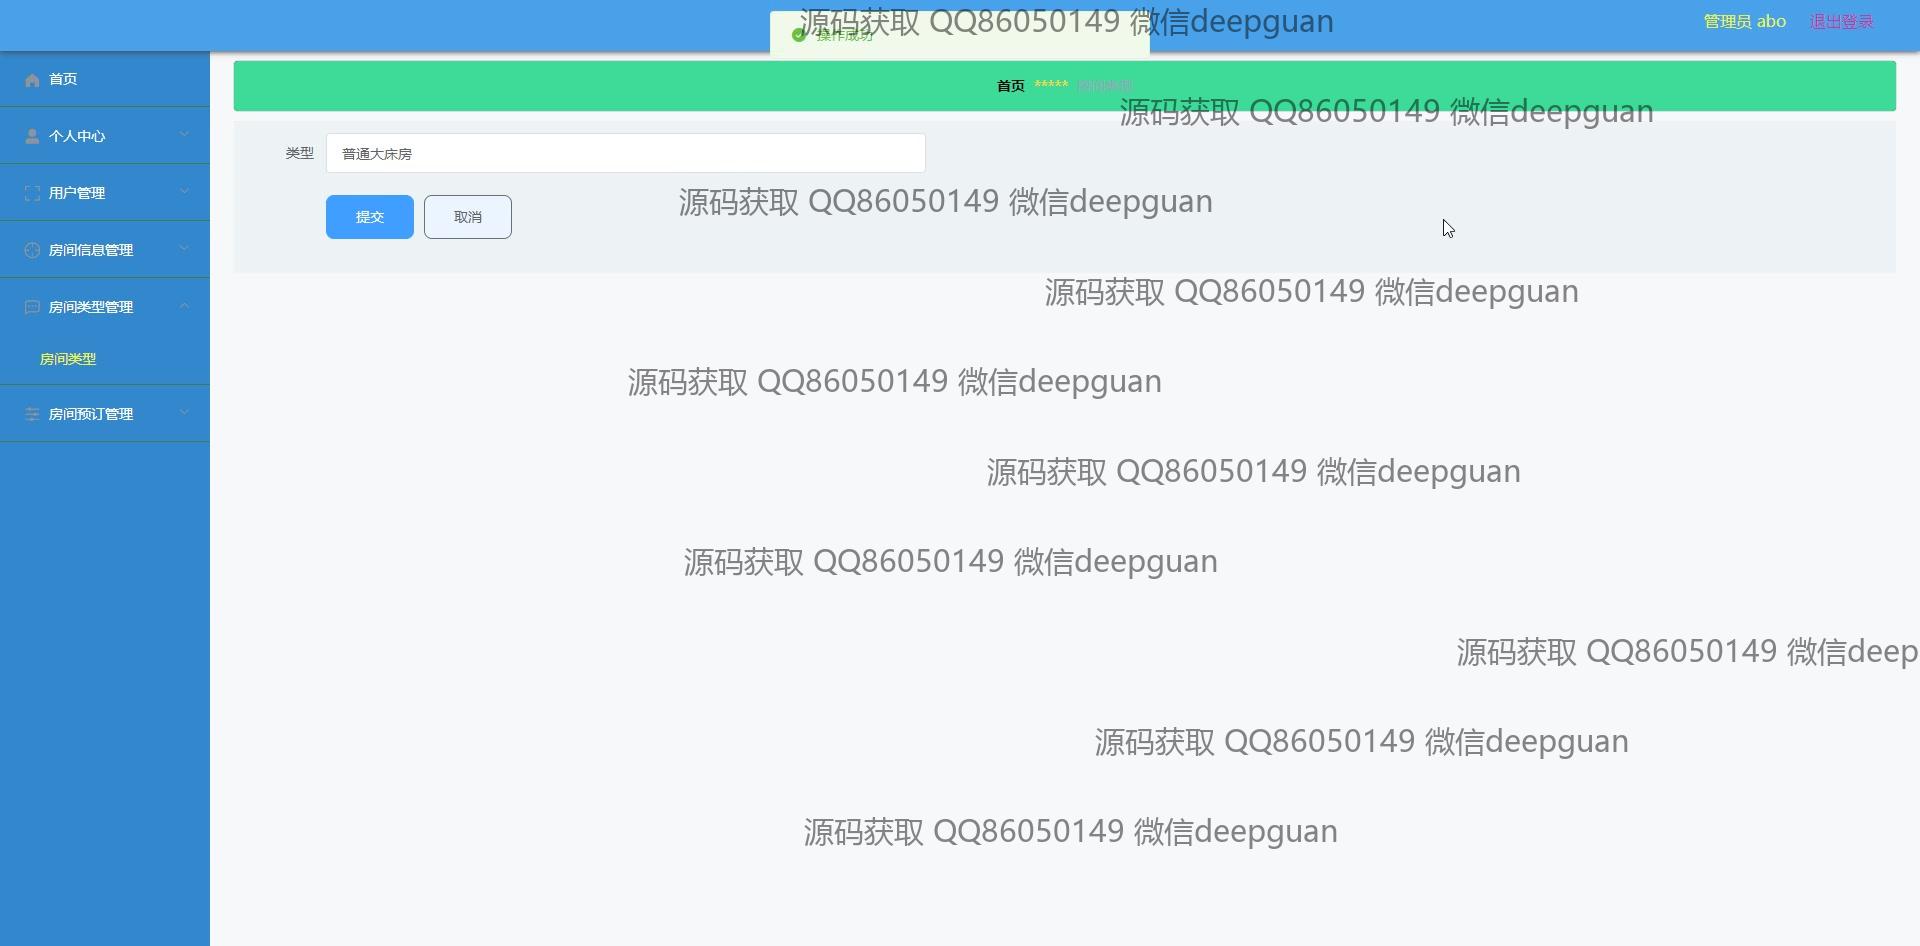 源码获取 QQ86050149 微信deepguan
操作成功
管理员 abo
退出登录
首页
个人中心
用户管理
房间信息管理
房间类型管理
房间类型
房间预订管理
首页 ***** 房间类型
源码获取 QQ86050149 微信deepguan
类型
普通大床房
源码获取 QQ86050149 微信deepguan
提交
取消
源码获取 QQ86050149 微信deepguan
源码获取 QQ86050149 微信deepguan
源码获取 QQ86050149 微信deepguan
源码获取 QQ86050149 微信deepguan
源码获取 QQ86050149 微信deep
源码获取 QQ86050149 微信deepguan
源码获取 QQ86050149 微信deepguan